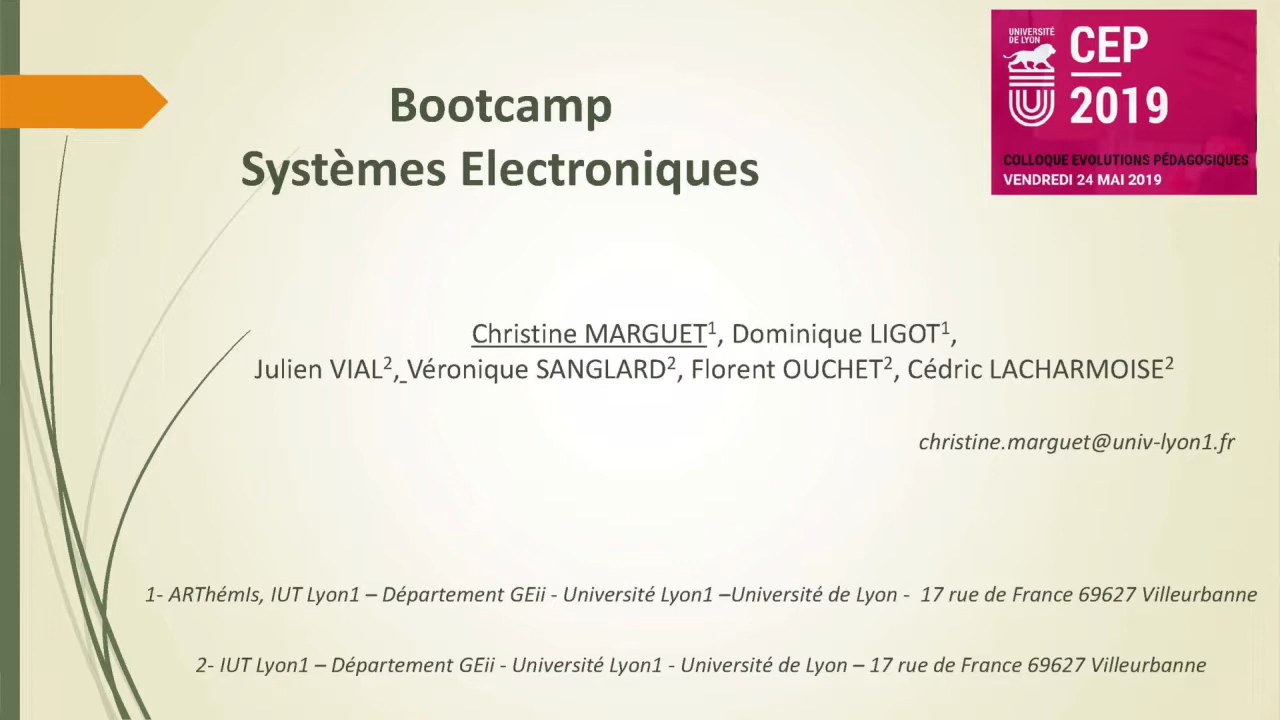 Bootcamp
Systèmes Electroniques
UNIVERSITÉ
DE LYON
CEP
2019
COLLOQUE EVOLUTIONS PÉDAGOGIQUES
VENDREDI 24 MAI 2019
Christine MARGUET¹, Dominique LIGOT¹,
Julien VIAL², Véronique SANGLARD², Florent OUCHET², Cédric LACHARMOISE²
christine.marguet@univ-lyon1.fr
1- ARThémIs, IUT Lyon1 – Département GEii - Université Lyon1 –Université de Lyon - 17 rue de France 69627 Villeurbanne
2- IUT Lyon1 – Département GEii - Université Lyon1 - Université de Lyon – 17 rue de France 69627 Villeurbanne